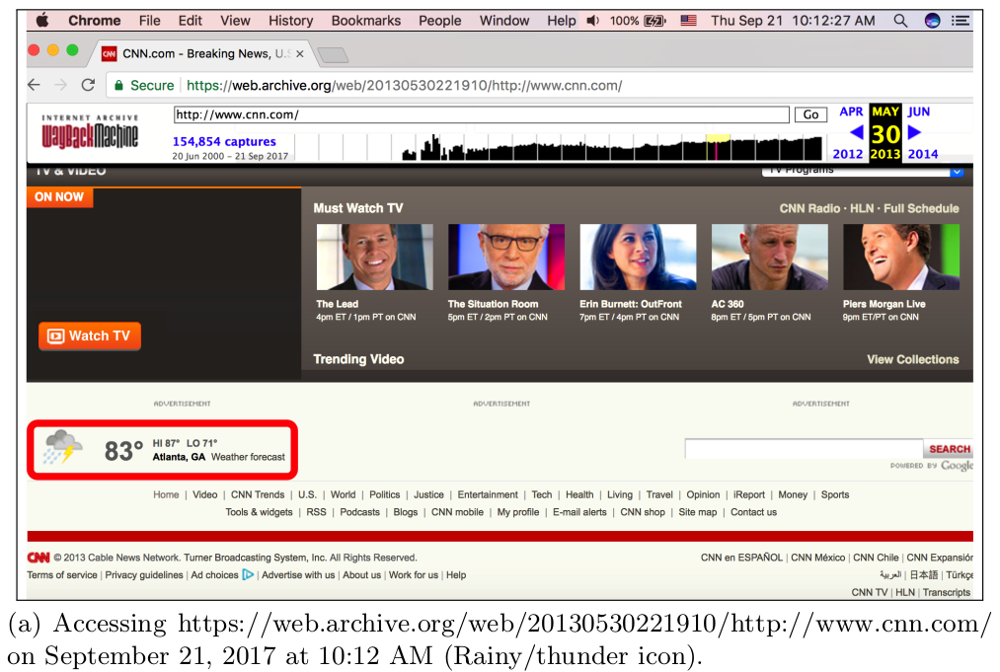 Chrome File Edit View History Bookmarks People Window Help 100% Thu Sep 21 10:12:27 AM
CNN CNN.com - Breaking News, U.S ×
Secure https://web.archive.org/web/20130530221910/http://www.cnn.com/
INTERNET ARCHIVE
WayBackMachine
http://www.cnn.com/ Go APR MAY JUN
154,854 captures 30
20 Jun 2000 – 21 Sep 2017 2012 2013 2014
TV & VIDEO TV Programs
ON NOW
Must Watch TV CNN Radio · HLN · Full Schedule
The Lead The Situation Room Erin Burnett: OutFront AC 360 Piers Morgan Live
4pm ET / 1pm PT on CNN 5pm ET / 2pm PT on CNN 7pm ET / 4pm PT on CNN 8pm ET / 5pm PT on CNN 9pm ET/PT on CNN
Watch TV
Trending Video View Collections
ADVERTISEMENT ADVERTISEMENT ADVERTISEMENT
83° HI 87° LO 71°
Atlanta, GA Weather forecast
SEARCH
POWERED BY Google
Home | Video | CNN Trends | U.S. | World | Politics | Justice | Entertainment | Tech | Health | Living | Travel | Opinion | iReport | Money | Sports
Tools & widgets | RSS | Podcasts | Blogs | CNN mobile | My profile | E-mail alerts | CNN shop | Site map | Contact us
CNN © 2013 Cable News Network. Turner Broadcasting System, Inc. All Rights Reserved. CNN en ESPAÑOL | CNN México | CNN Chile | CNN Expansión
Terms of service | Privacy guidelines | Ad choices | Advertise with us | About us | Work for us | Help العربية | 日本語 | Türkçe
CNN TV | HLN | Transcripts
(a) Accessing https://web.archive.org/web/20130530221910/http://www.cnn.com/
on September 21, 2017 at 10:12 AM (Rainy/thunder icon).